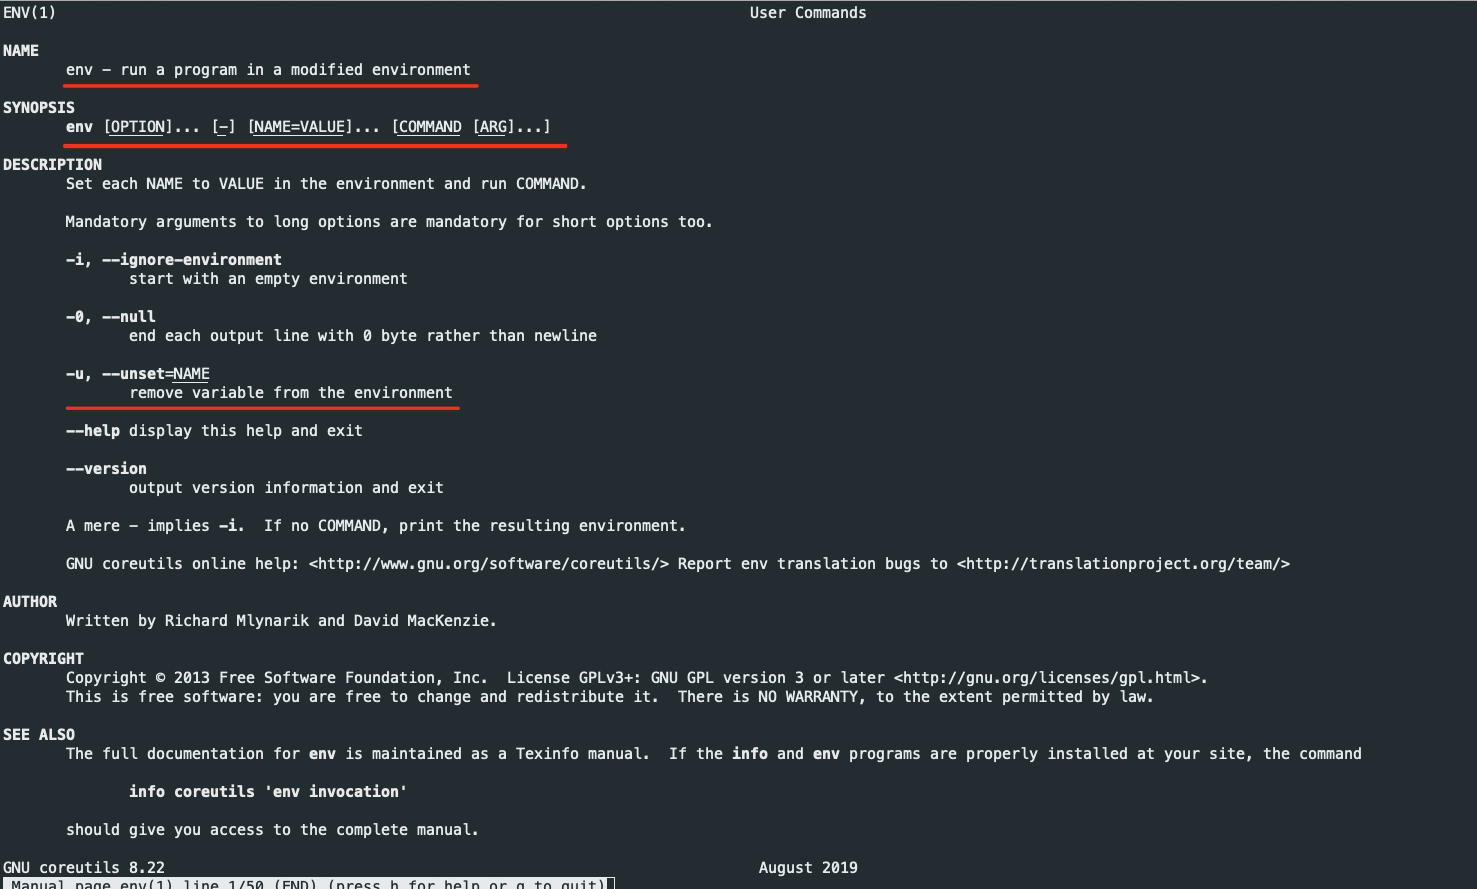 ENV(1) User Commands
NAME
env - run a program in a modified environment
SYNOPSIS
env [OPTION]... [-] [NAME=VALUE]... [COMMAND [ARG]...]
DESCRIPTION
Set each NAME to VALUE in the environment and run COMMAND.
Mandatory arguments to long options are mandatory for short options too.
-i, --ignore-environment
start with an empty environment
-0, --null
end each output line with 0 byte rather than newline
-u, --unset=NAME
remove variable from the environment
--help display this help and exit
--version
output version information and exit
A mere - implies -i.  If no COMMAND, print the resulting environment.
GNU coreutils online help: <http://www.gnu.org/software/coreutils/> Report env translation bugs to <http://translationproject.org/team/>
AUTHOR
Written by Richard Mlynarik and David MacKenzie.
COPYRIGHT
Copyright © 2013 Free Software Foundation, Inc.  License GPLv3+: GNU GPL version 3 or later <http://gnu.org/licenses/gpl.html>.
This is free software: you are free to change and redistribute it.  There is NO WARRANTY, to the extent permitted by law.
SEE ALSO
The full documentation for env is maintained as a Texinfo manual.  If the info and env programs are properly installed at your site, the command
info coreutils 'env invocation'
should give you access to the complete manual.
GNU coreutils 8.22 August 2019
Manual page env(1) line 1/50 (END) (press h for help or q to quit)